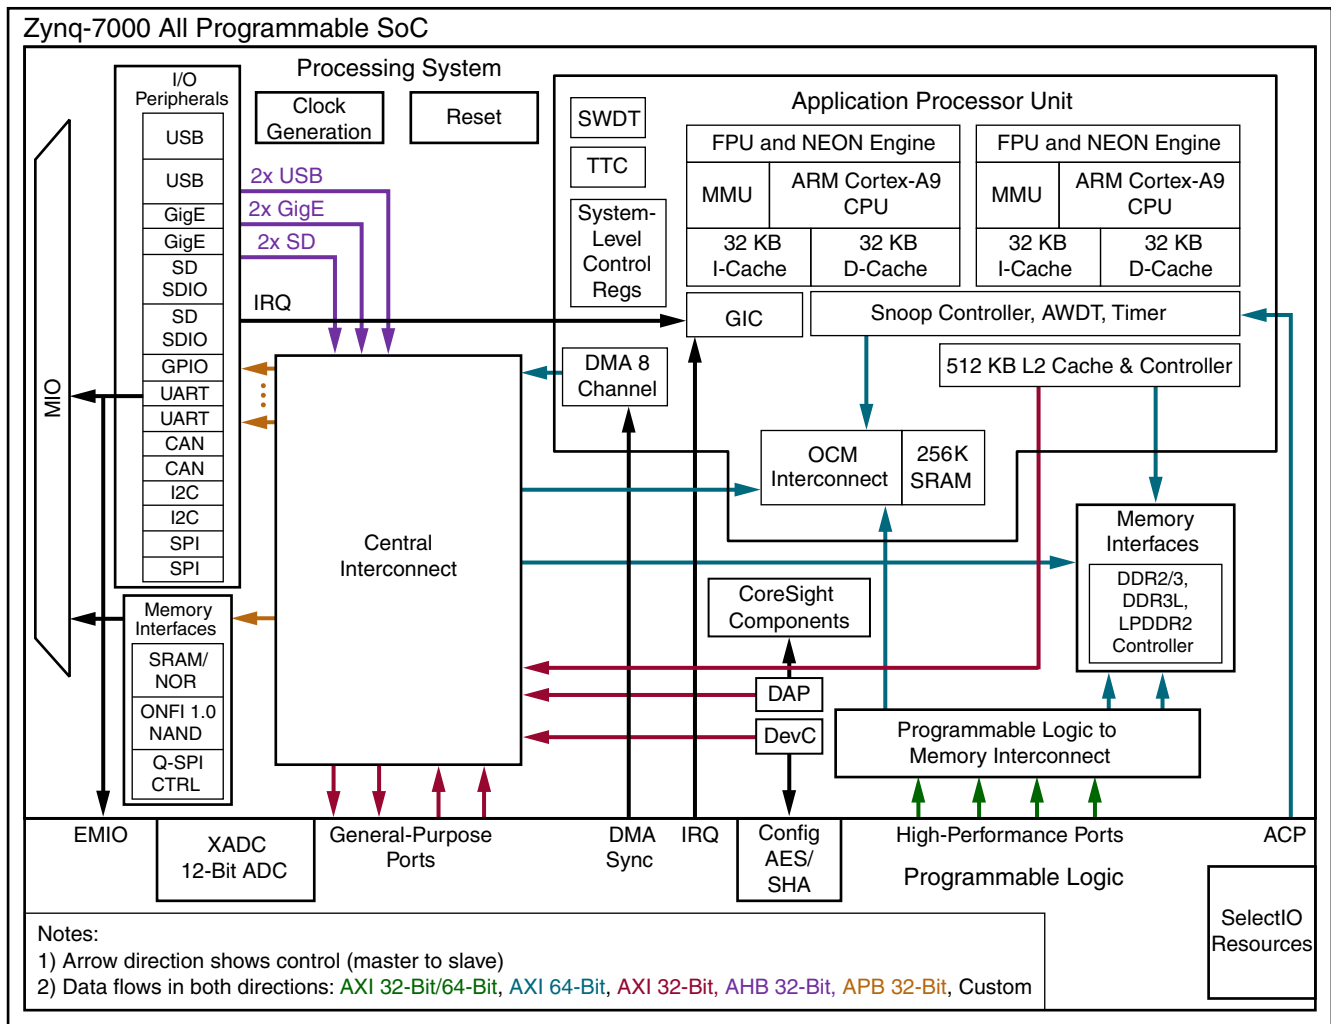 Zynq-7000 All Programmable SoC
Processing System
I/O
Peripherals
USB
USB
GigE
GigE
SD
SDIO
SD
SDIO
GPIO
UART
UART
CAN
CAN
I2C
I2C
SPI
SPI
MIO
Clock
Generation
Reset
2x USB
2x GigE
2x SD
IRQ
Application Processor Unit
SWDT
TTC
System-
Level
Control
Regs
FPU and NEON Engine
MMU
ARM Cortex-A9
CPU
32 KB
I-Cache
32 KB
D-Cache
FPU and NEON Engine
MMU
ARM Cortex-A9
CPU
32 KB
I-Cache
32 KB
D-Cache
GIC
Snoop Controller, AWDT, Timer
DMA 8
Channel
512 KB L2 Cache & Controller
OCM
Interconnect
256K
SRAM
Central
Interconnect
Memory
Interfaces
DDR2/3,
DDR3L,
LPDDR2
Controller
CoreSight
Components
DAP
DevC
Programmable Logic to
Memory Interconnect
Memory
Interfaces
SRAM/
NOR
ONFI 1.0
NAND
Q-SPI
CTRL
EMIO
XADC
12-Bit ADC
General-Purpose
Ports
DMA
Sync
IRQ
Config
AES/
SHA
High-Performance Ports
ACP
Programmable Logic
SelectIO
Resources
Notes:
1) Arrow direction shows control (master to slave)
2) Data flows in both directions: AXI 32-Bit/64-Bit, AXI 64-Bit, AXI 32-Bit, AHB 32-Bit, APB 32-Bit, Custom